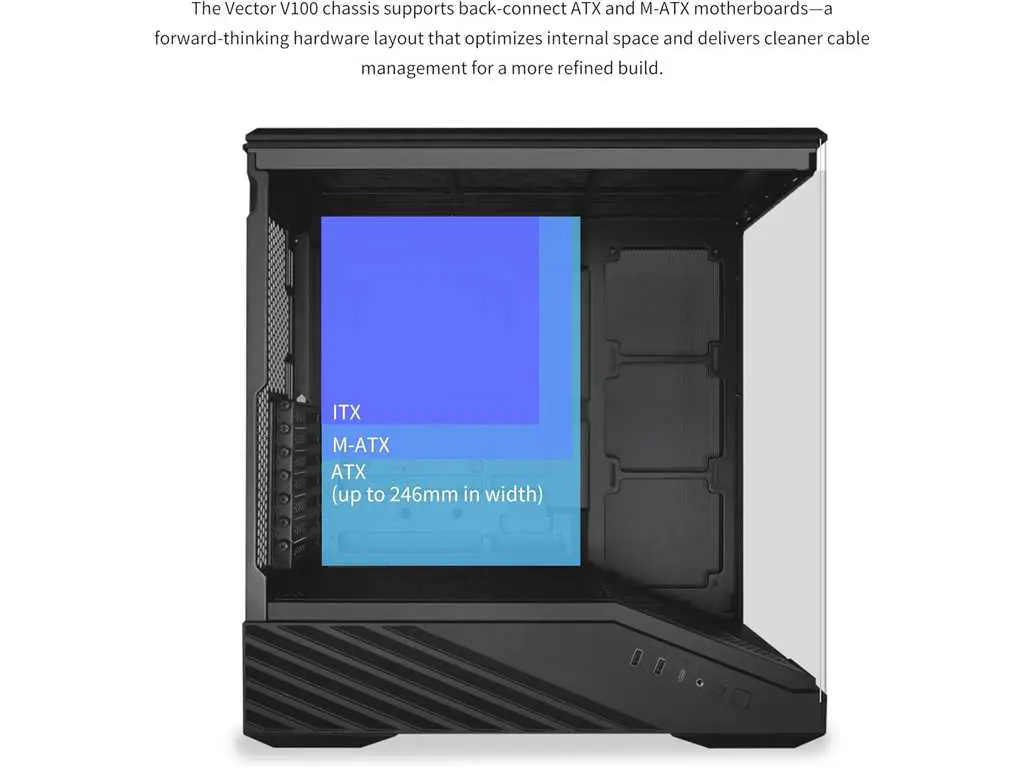 The Vector V100 chassis supports back-connect ATX and M-ATX motherboards—a
forward-thinking hardware layout that optimizes internal space and delivers cleaner cable
management for a more refined build.
ITX
M-ATX
ATX
(up to 246mm in width)